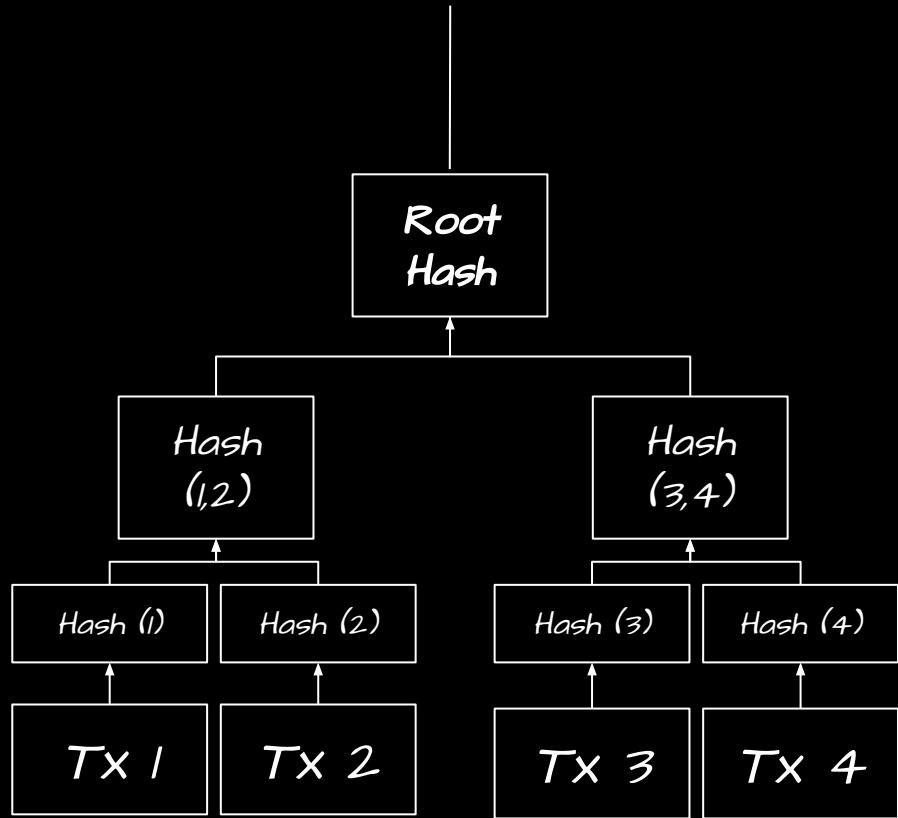 Root
Hash
Hash
(1,2)
Hash
(3,4)
Hash (1)
Hash (2)
Hash (3)
Hash (4)
Tx 1
Tx 2
Tx 3
Tx 4